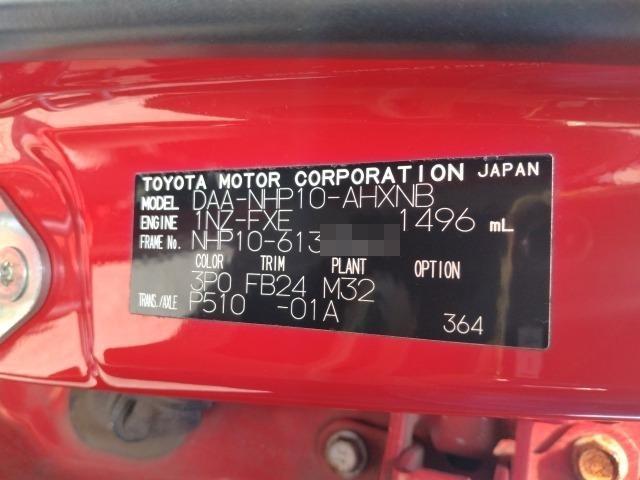 TOYOTA MOTOR CORPORATION JAPAN
MODEL DAA-NHP10-AHXNB
ENGINE 1NZ-FXE 1496 mL
FRAME No. NHP10-613
COLOR TRIM PLANT OPTION
3P0 FB24 M32
TRANS./AXLE P510 -01A
364